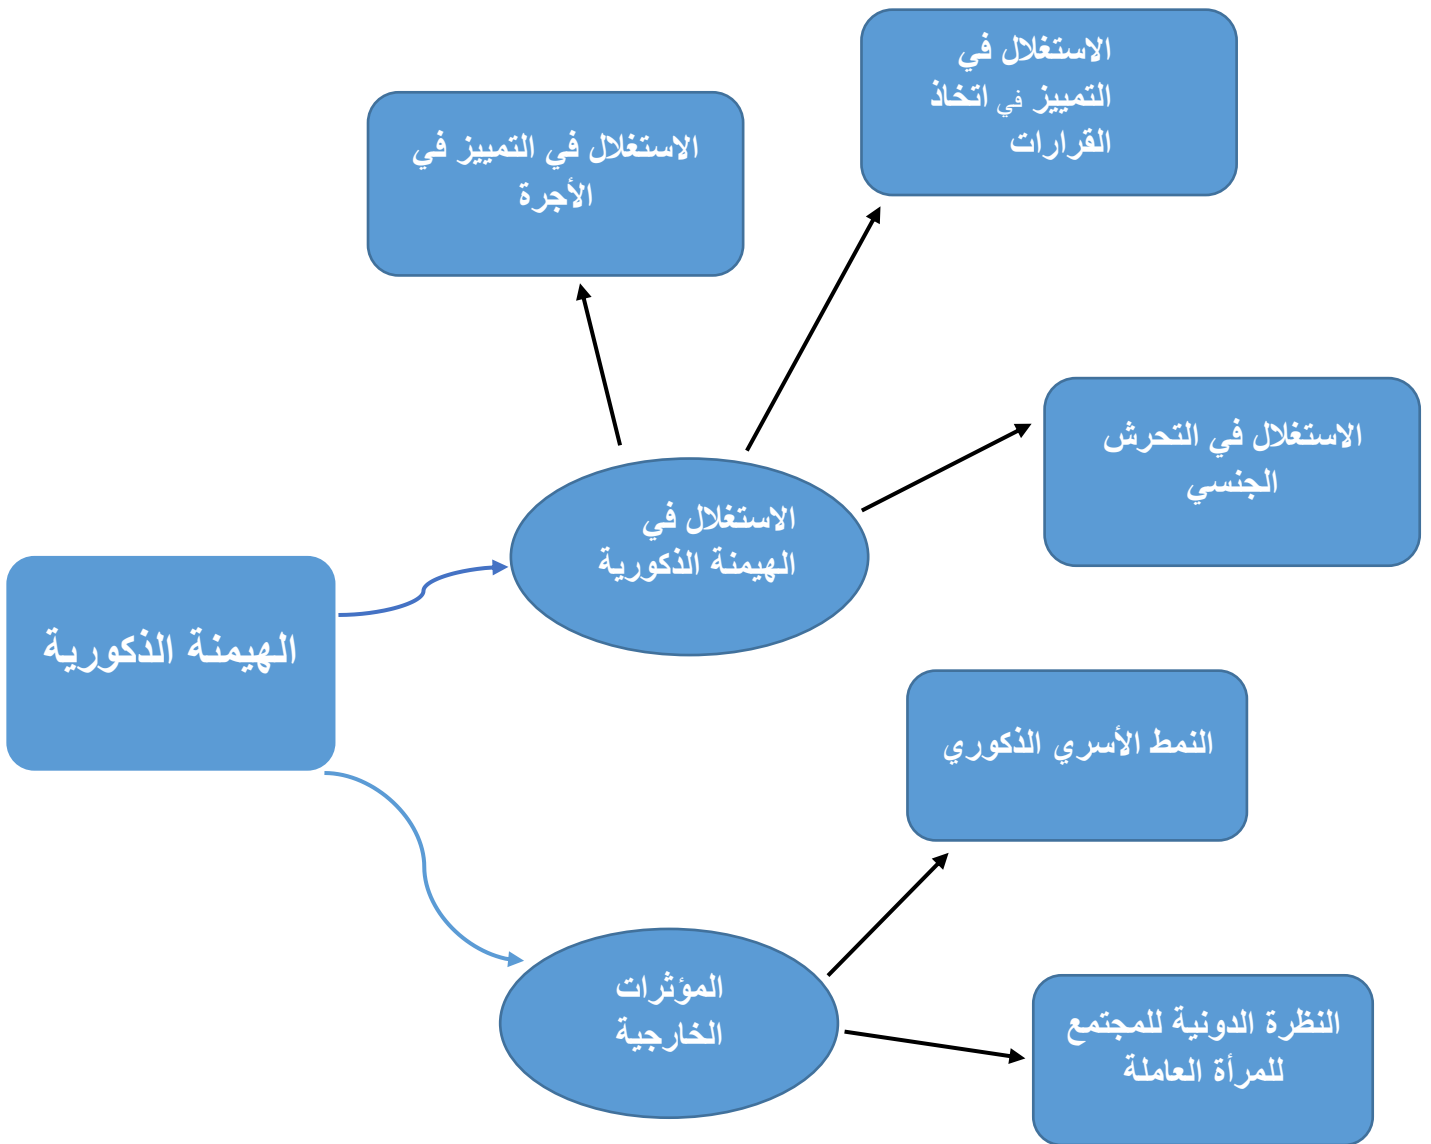 الاستغلال في
التمييز في اتخاذ
القرارات
الاستغلال في التمييز في
الأجرة
الاستغلال في التحرش
الجنسي
الاستغلال في
الهيمنة الذكورية
الهيمنة الذكورية
النمط الأسري الذكوري
المؤثرات
الخارجية
النظرة الدونية للمجتمع
للمرأة العاملة